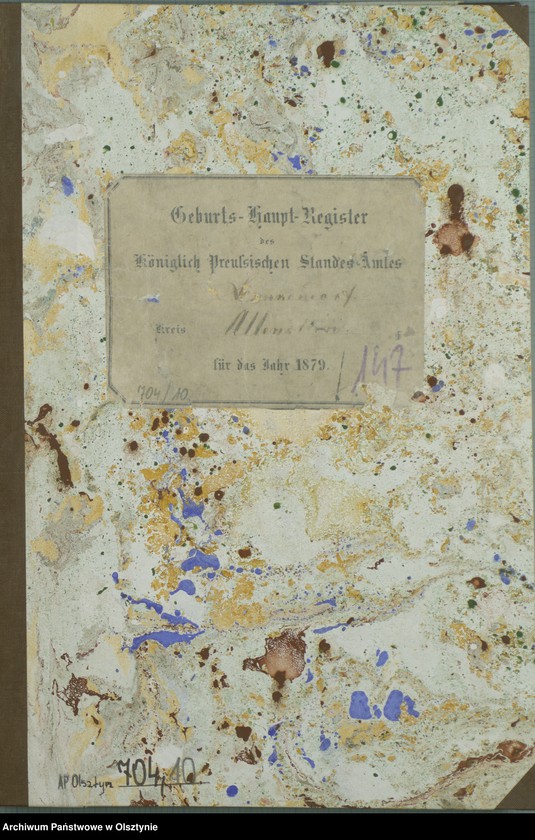 Geburts-Haupt-Register
des
Königlich Preußischen Standes-Amtes
Kreis Allenstein
für das Jahr 1879.
/147
704/10
AP Olsztyn 704/10
Archiwum Państwowe w Olsztynie